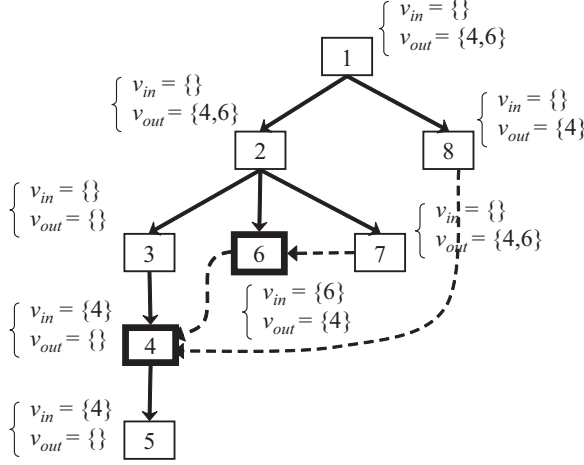 v_in = {}
v_out = {4,6}
1
v_in = {}
v_out = {4,6}
v_in = {}
v_out = {4}
2
8
v_in = {}
v_out = {}
3
6
7
v_in = {}
v_out = {4,6}
v_in = {6}
v_out = {4}
v_in = {4}
v_out = {}
4
v_in = {4}
v_out = {}
5